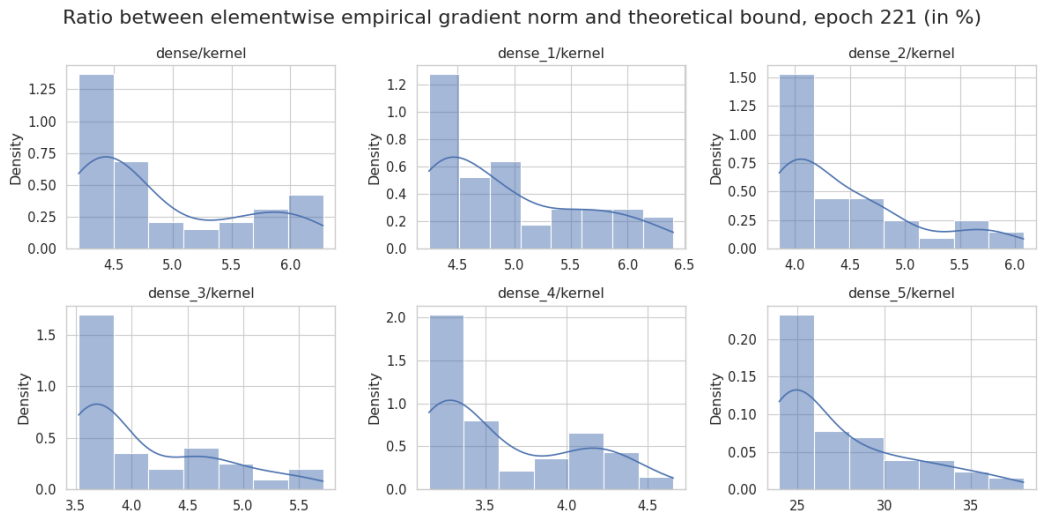 Ratio between elementwise empirical gradient norm and theoretical bound, epoch 221 (in %)
dense/kernel
dense_1/kernel
dense_2/kernel
Density
1.25
1.00
0.75
0.50
0.25
0.00
4.5 5.0 5.5 6.0
Density
1.2
1.0
0.8
0.6
0.4
0.2
0.0
4.5 5.0 5.5 6.0 6.5
Density
1.50
1.25
1.00
0.75
0.50
0.25
0.00
4.0 4.5 5.0 5.5 6.0
dense_3/kernel
dense_4/kernel
dense_5/kernel
Density
1.5
1.0
0.5
0.0
3.5 4.0 4.5 5.0 5.5
Density
2.0
1.5
1.0
0.5
0.0
3.5 4.0 4.5
Density
0.20
0.15
0.10
0.05
0.00
25 30 35